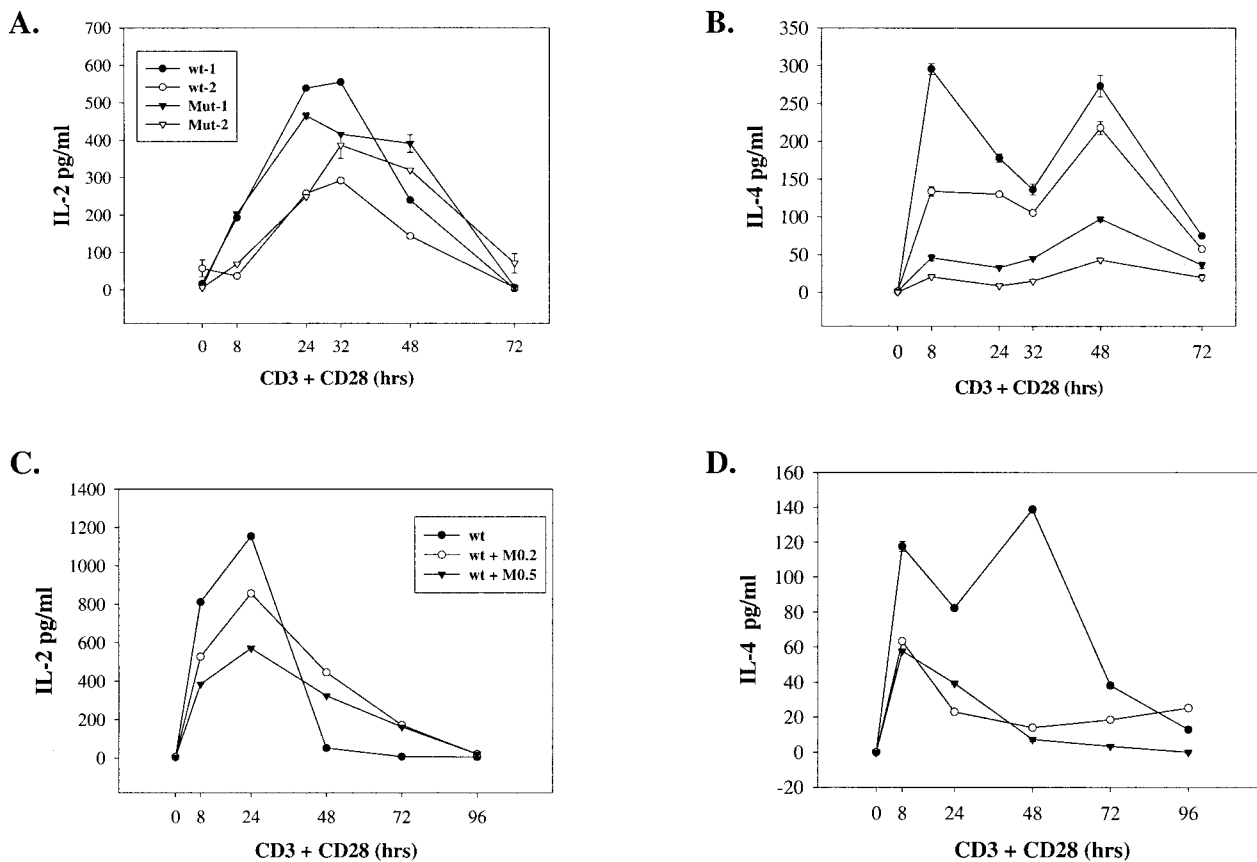 A.
700
600
500
400
300
200
100
0
IL-2 pg/ml
wt-1
wt-2
Mut-1
Mut-2
0 8 24 32 48 72
CD3 + CD28 (hrs)
B.
350
300
250
200
150
100
50
0
IL-4 pg/ml
0 8 24 32 48 72
CD3 + CD28 (hrs)
C.
1400
1200
1000
800
600
400
200
0
IL-2 pg/ml
wt
wt + M0.2
wt + M0.5
0 8 24 48 72 96
CD3 + CD28 (hrs)
D.
160
140
120
100
80
60
40
20
0
-20
IL-4 pg/ml
0 8 24 48 72 96
CD3 + CD28 (hrs)